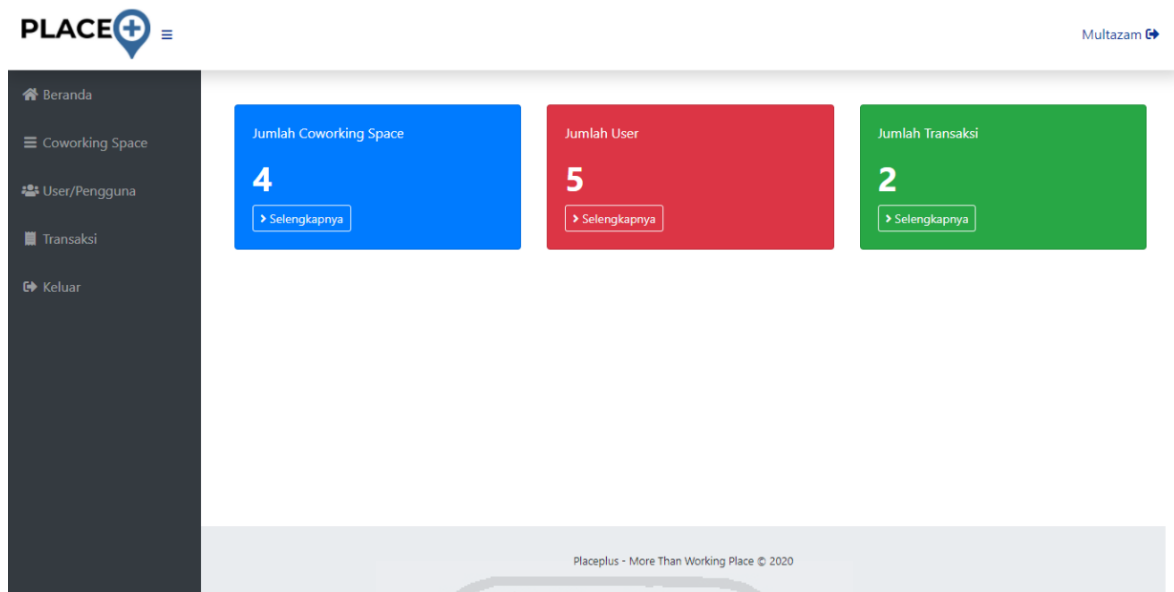 PLACE+
Multazam
Beranda
Coworking Space
User/Pengguna
Transaksi
Keluar
Jumlah Coworking Space
4
Selengkapnya
Jumlah User
5
Selengkapnya
Jumlah Transaksi
2
Selengkapnya
Placeplus - More Than Working Place © 2020